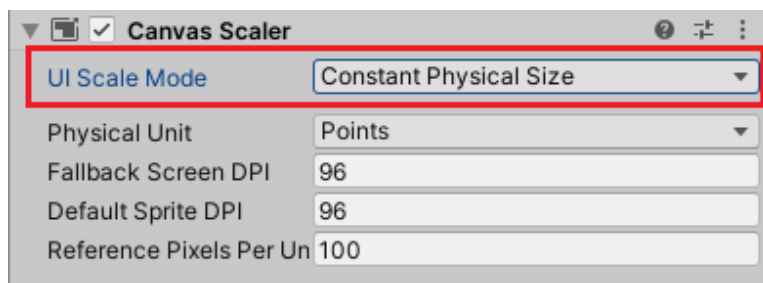 Canvas Scaler
UI Scale Mode Constant Physical Size
Physical Unit Points
Fallback Screen DPI 96
Default Sprite DPI 96
Reference Pixels Per Un 100